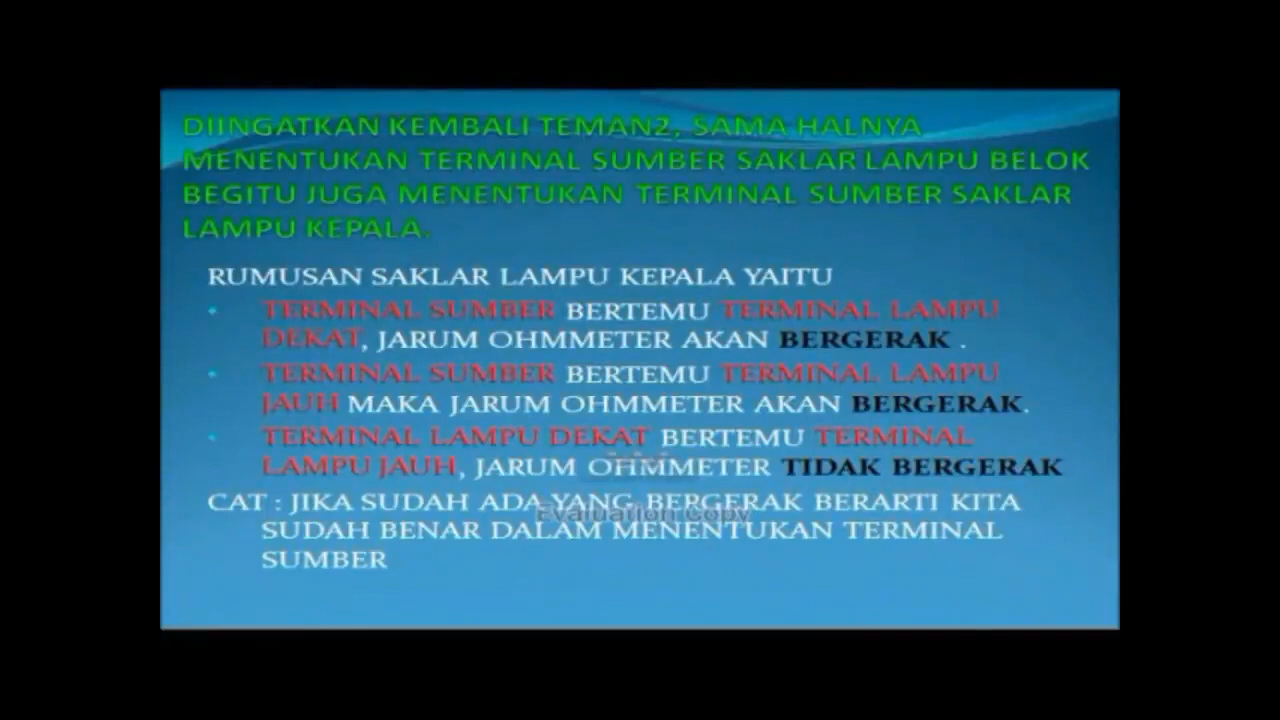 DIINGATKAN KEMBALI TEMAN2, SAMA HALNYA
MENENTUKAN TERMINAL SUMBER SAKLAR LAMPU BELOK
BEGITU JUGA MENENTUKAN TERMINAL SUMBER SAKLAR
LAMPU KEPALA.
RUMUSAN SAKLAR LAMPU KEPALA YAITU
• TERMINAL SUMBER BERTEMU TERMINAL LAMPU
DEKAT, JARUM OHMMETER AKAN BERGERAK .
• TERMINAL SUMBER BERTEMU TERMINAL LAMPU
JAUH MAKA JARUM OHMMETER AKAN BERGERAK.
• TERMINAL LAMPU DEKAT BERTEMU TERMINAL
LAMPU JAUH, JARUM OHMMETER TIDAK BERGERAK
CAT : JIKA SUDAH ADA YANG BERGERAK BERARTI KITA
SUDAH BENAR DALAM MENENTUKAN TERMINAL
SUMBER
Evaluation Copy